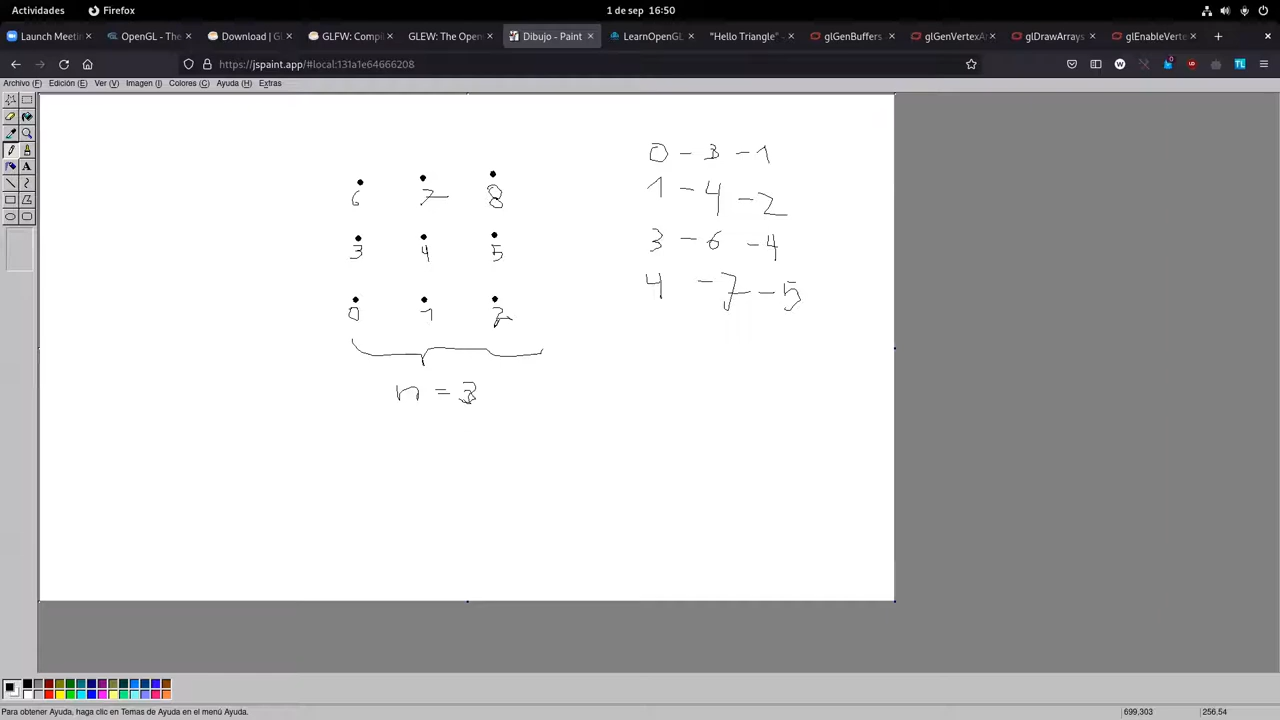 Actividades Firefox 1 de sep 16:50
Launch Meetin × OpenGL - The × Download | GL × GLFW: Compil × GLEW: The Open × Dibujo - Paint × LearnOpenGL × "Hello Triangle" × glGenBuffers × glGenVertexA × glDrawArrays × glEnableVerte × +
https://jspaint.app/#local:131a1e64666208
Archivo (F) Edición (E) Ver (V) Imagen (I) Colores (C) Ayuda (H) Extras
0 - 3 - 1
1 - 4 - 2
3 - 6 - 4
4 - 7 - 5
6 7 8
3 4 5
0 1 2
n = 3
Para obtener Ayuda, haga clic en Temas de Ayuda en el menú Ayuda. 699,303 256.54